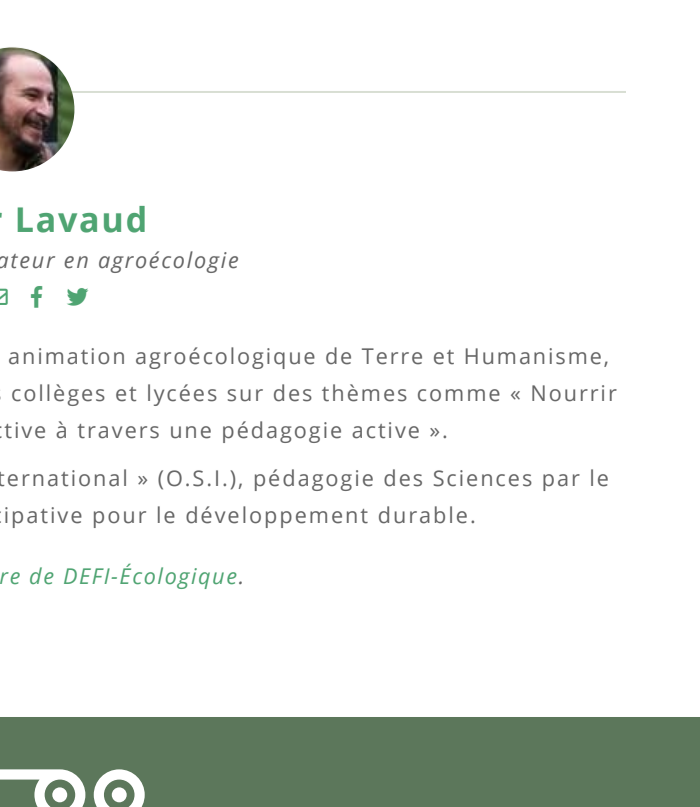 Lavaud
ateur en agroécologie
animation agroécologique de Terre et Humanisme,
collèges et lycées sur des thèmes comme « Nourrir
ctive à travers une pédagogie active ».
ternational » (O.S.I.), pédagogie des Sciences par le
cipative pour le développement durable.
re de DEFI-Écologique.